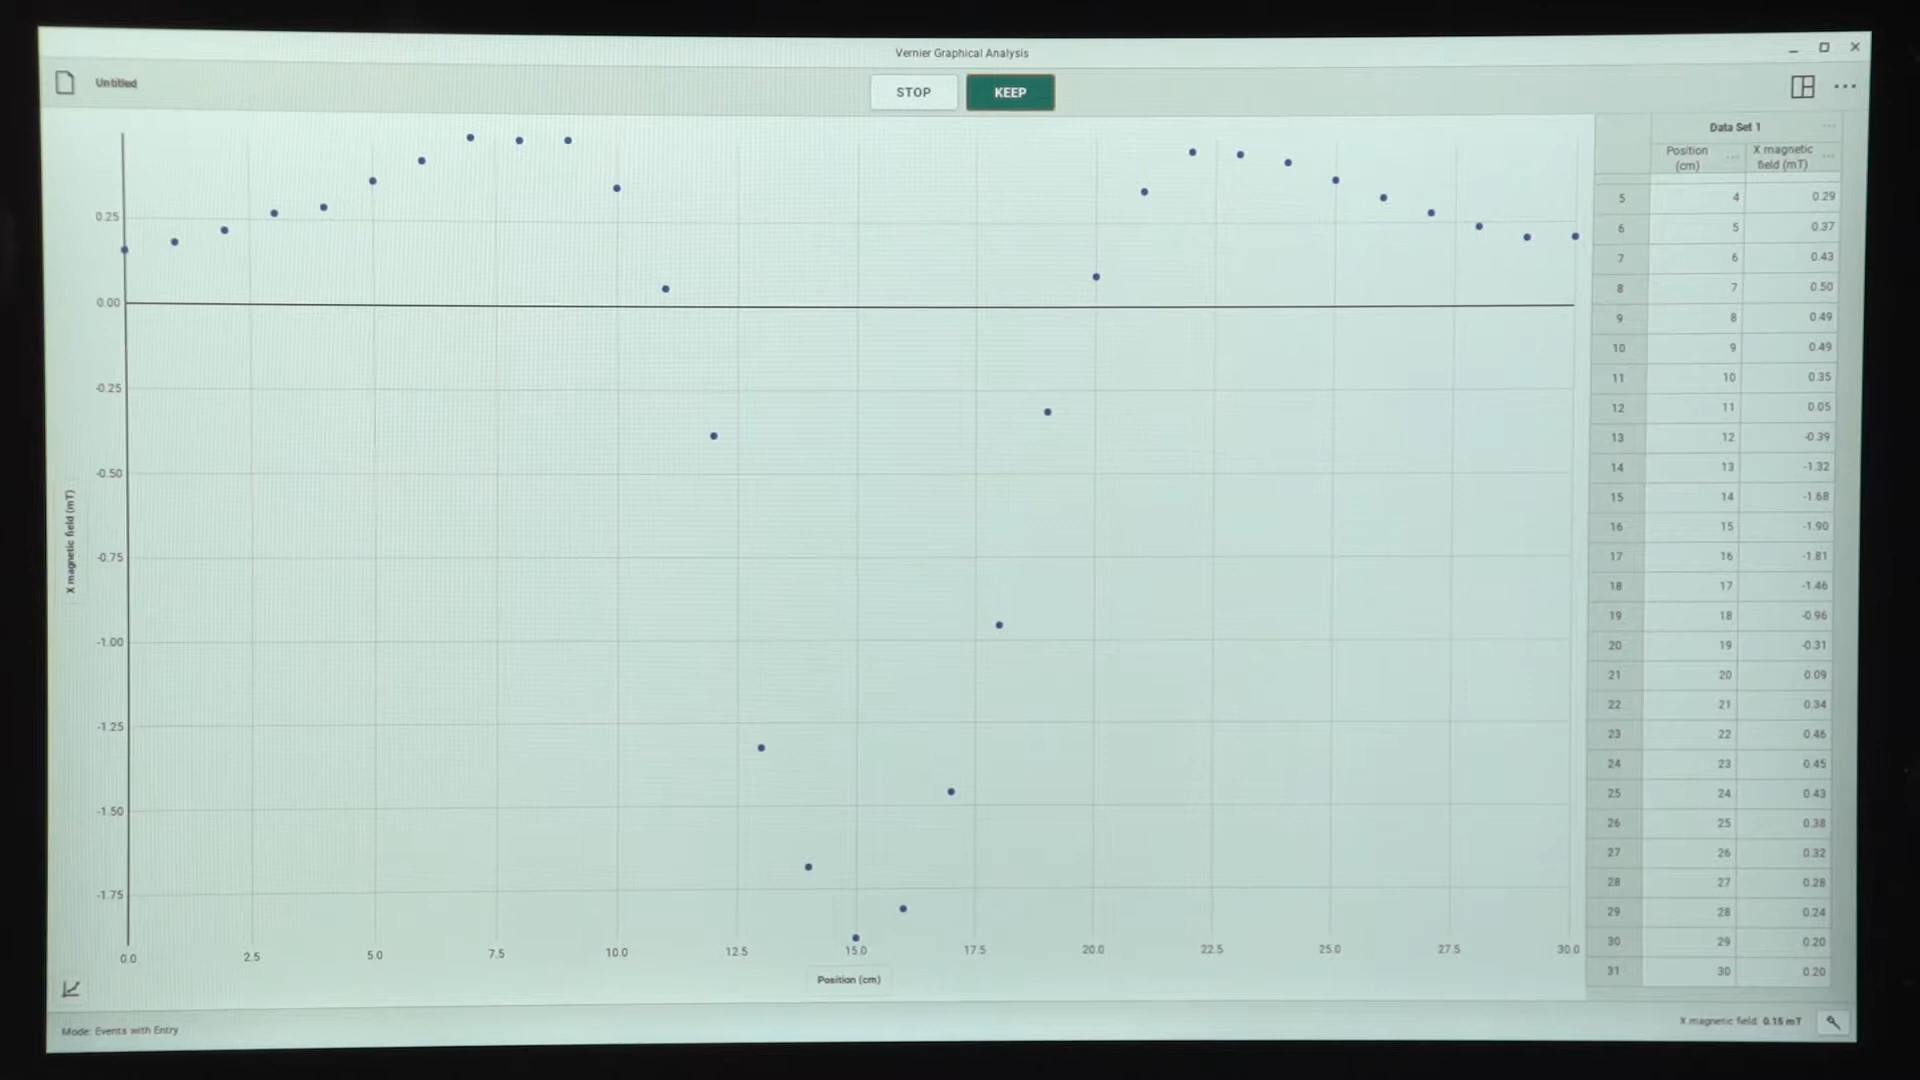 Vernier Graphical Analysis
Untitled
STOP
KEEP
Data Set 1
Position (cm)
X magnetic field (mT)
5 4 0.29
6 5 0.37
7 6 0.43
8 7 0.50
9 8 0.49
10 9 0.49
11 10 0.35
12 11 0.05
13 12 -0.39
14 13 -1.32
15 14 -1.68
16 15 -1.90
17 16 -1.81
18 17 -1.46
19 18 -0.96
20 19 -0.31
21 20 0.09
22 21 0.34
23 22 0.46
24 23 0.45
25 24 0.43
26 25 0.38
27 26 0.32
28 27 0.28
29 28 0.24
30 29 0.20
31 30 0.20
0.25
0.00
-0.25
-0.50
-0.75
-1.00
-1.25
-1.50
-1.75
X magnetic field (mT)
0.0 2.5 5.0 7.5 10.0 12.5 15.0 17.5 20.0 22.5 25.0 27.5 30.0
Position (cm)
Mode: Events with Entry
X magnetic field: 0.15 mT